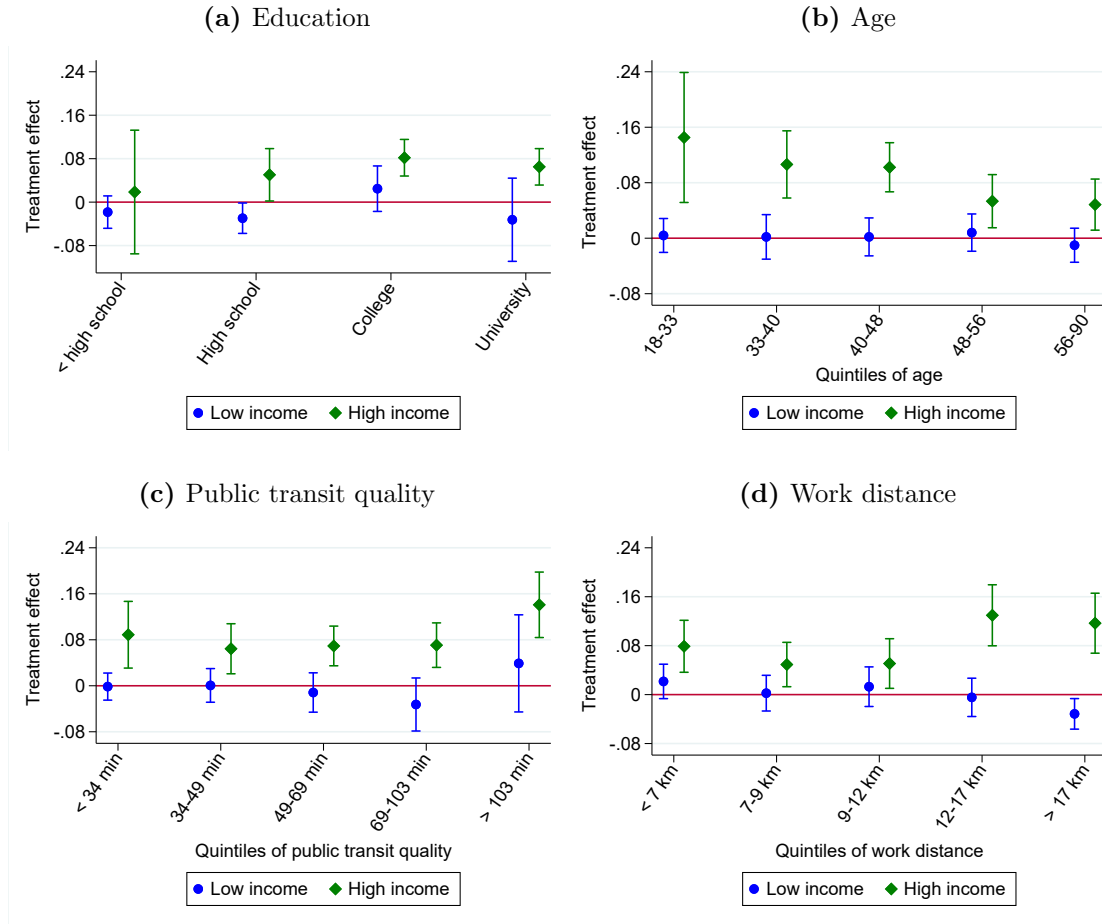 (a) Education
Treatment effect
.24
.16
.08
0
-.08
< high school
High school
College
University
Low income
High income
(b) Age
Treatment effect
.24
.16
.08
0
-.08
18-33
33-40
40-48
48-56
56-90
Quintiles of age
Low income
High income
(c) Public transit quality
Treatment effect
.24
.16
.08
0
-.08
< 34 min
34-49 min
49-69 min
69-103 min
> 103 min
Quintiles of public transit quality
Low income
High income
(d) Work distance
Treatment effect
.24
.16
.08
0
-.08
< 7 km
7-9 km
9-12 km
12-17 km
> 17 km
Quintiles of work distance
Low income
High income